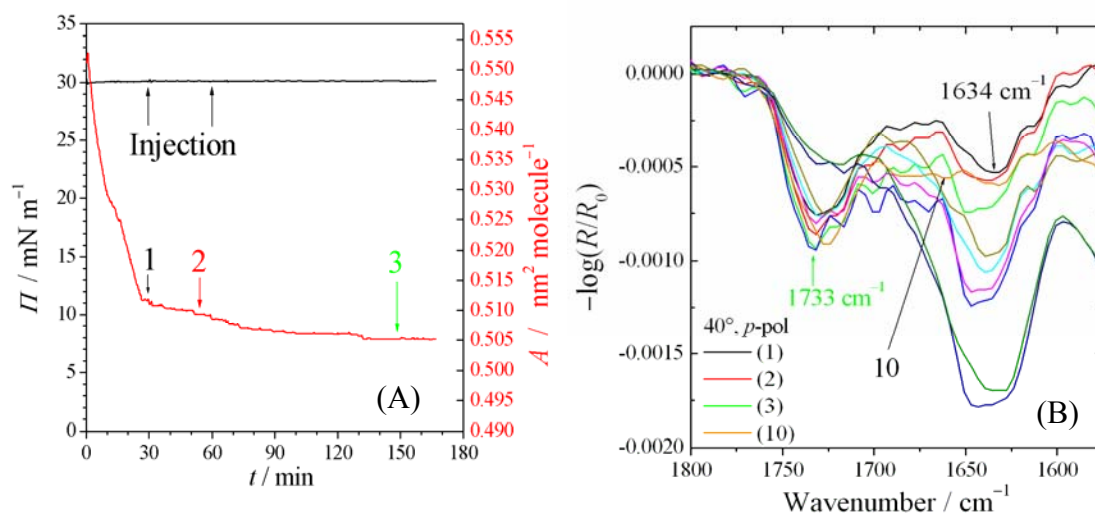 35
30
25
20
15
10
5
0
Π / mN m⁻¹
0 30 60 90 120 150 180
t / min
Injection
1
2
3
(A)
0.555
0.550
0.545
0.540
0.535
0.530
0.525
0.520
0.515
0.510
0.505
0.500
0.495
0.490
A / nm² molecule⁻¹
(B)
0.0000
-0.0005
-0.0010
-0.0015
-0.0020
−log(R/R₀)
1634 cm⁻¹
1733 cm⁻¹
10
40°, p-pol
(1)
(2)
(3)
(10)
1800 1750 1700 1650 1600
Wavenumber / cm⁻¹